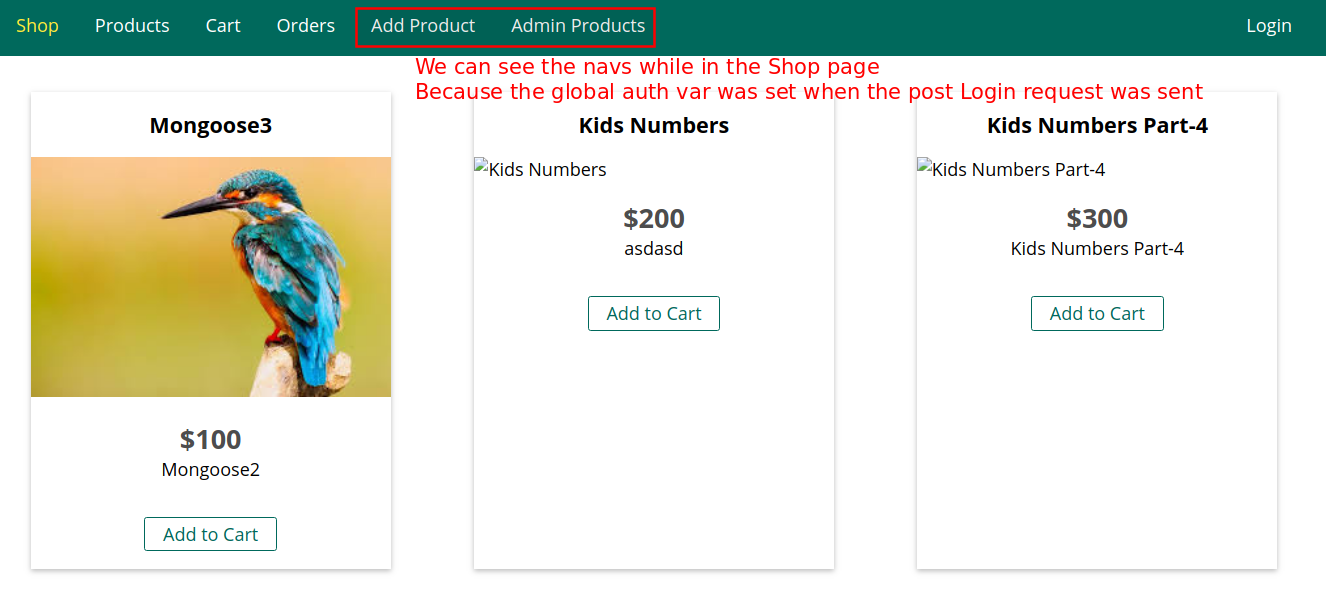 Shop Products Cart Orders Add Product Admin Products Login
We can see the navs while in the Shop page
Because the global auth var was set when the post Login request was sent
Mongoose3
$100
Mongoose2
Add to Cart
Kids Numbers
Kids Numbers
$200
asdasd
Add to Cart
Kids Numbers Part-4
Kids Numbers Part-4
$300
Kids Numbers Part-4
Add to Cart